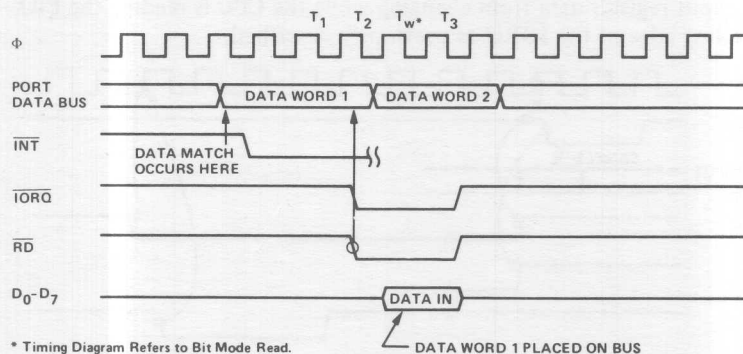 T1 T2 Tw* T3
Φ
PORT
DATA BUS
DATA WORD 1
DATA WORD 2
INT
DATA MATCH
OCCURS HERE
IORQ
RD
D0-D7
DATA IN
* Timing Diagram Refers to Bit Mode Read.
DATA WORD 1 PLACED ON BUS